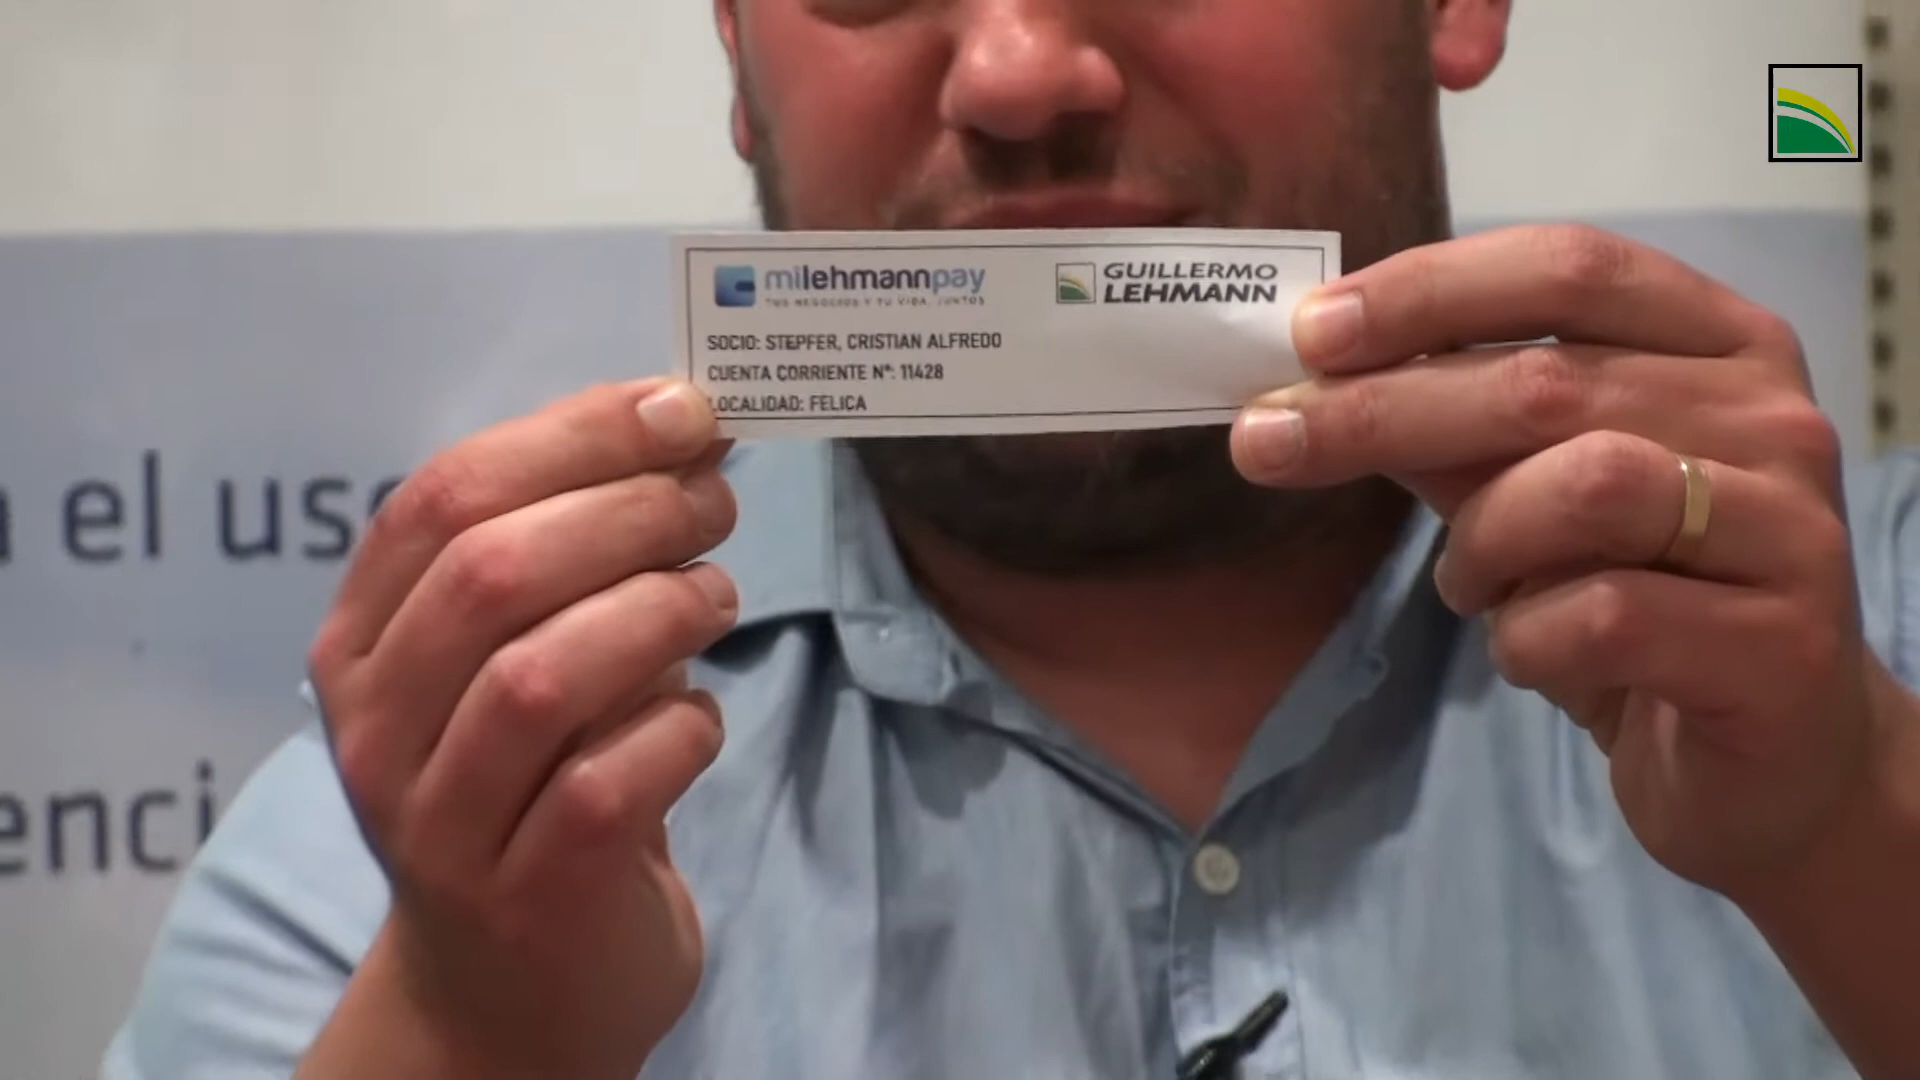 milehmannpay
TUS NEGOCIOS Y TU VIDA, JUNTOS
GUILLERMO
LEHMANN
SOCIO: STEPFER, CRISTIAN ALFREDO
CUENTA CORRIENTE Nº: 11428
LOCALIDAD: FELICA
el uso
enci